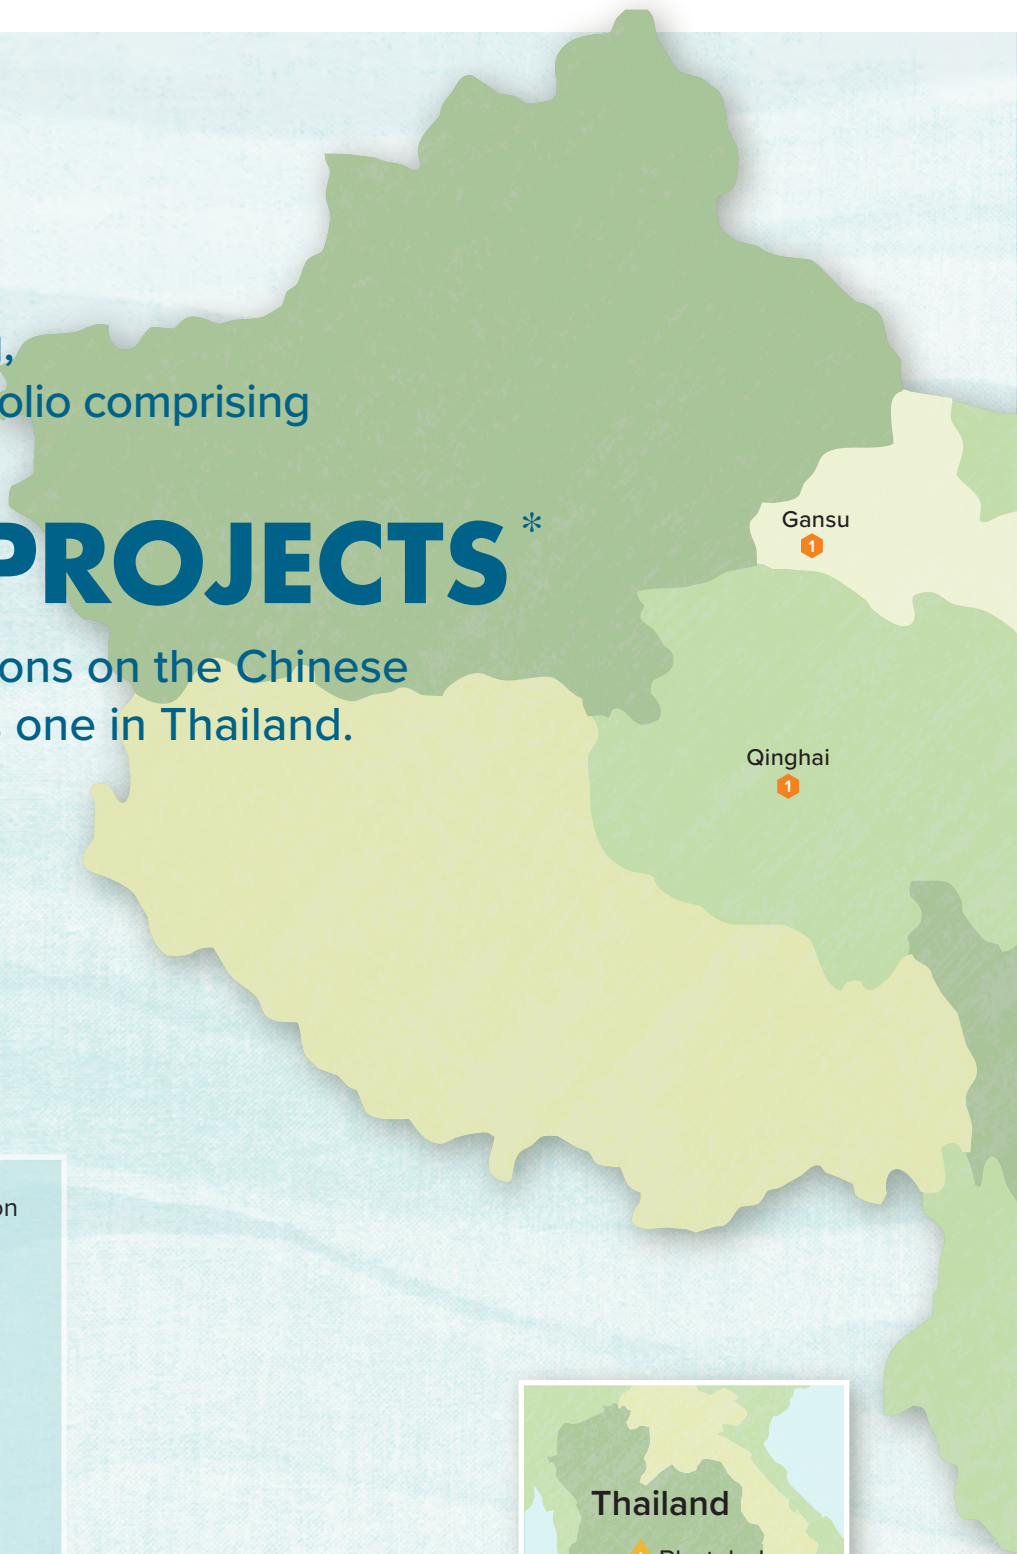 olio comprising
PROJECTS*
ons on the Chinese
one in Thailand.
Gansu
1
Qinghai
1
on
Thailand